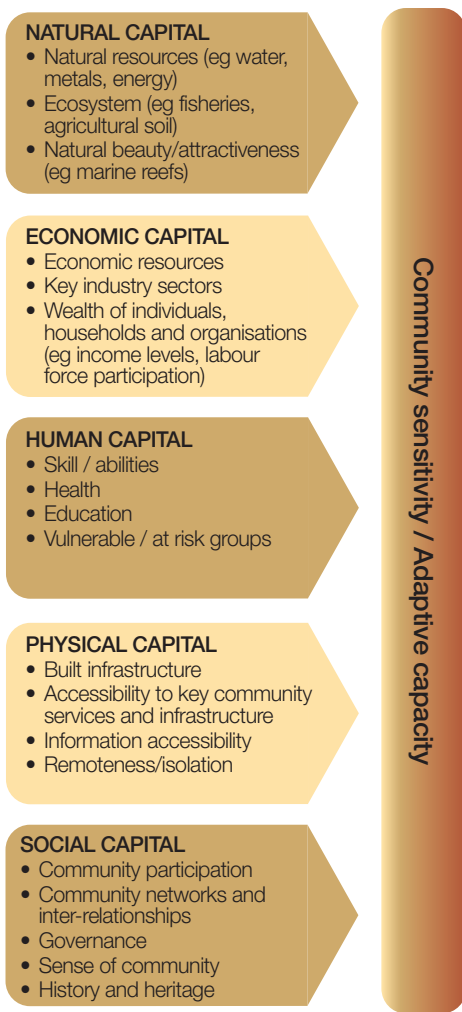 NATURAL CAPITAL
• Natural resources (eg water,
metals, energy)
• Ecosystem (eg fisheries,
agricultural soil)
• Natural beauty/attractiveness
(eg marine reefs)
ECONOMIC CAPITAL
• Economic resources
• Key industry sectors
• Wealth of individuals,
households and organisations
(eg income levels, labour
force participation)
HUMAN CAPITAL
• Skill / abilities
• Health
• Education
• Vulnerable / at risk groups
PHYSICAL CAPITAL
• Built infrastructure
• Accessibility to key community
services and infrastructure
• Information accessibility
• Remoteness/isolation
SOCIAL CAPITAL
• Community participation
• Community networks and
inter-relationships
• Governance
• Sense of community
• History and heritage
Community sensitivity / Adaptive capacity